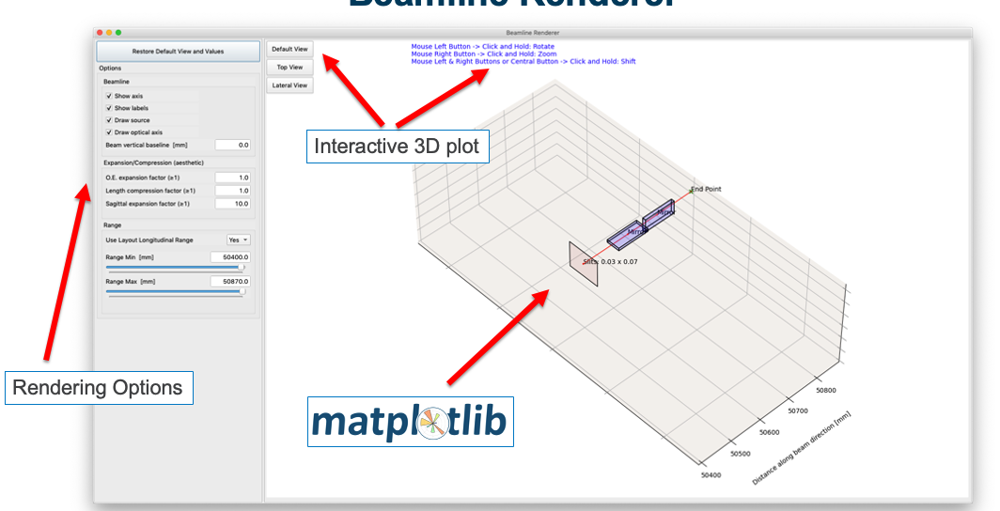 Beamline Renderer
Beamline Renderer
Restore Default View and Values
Options
Beamline
Show axis
Show labels
Draw source
Draw optical axis
Beam vertical baseline [mm] 0.0
Expansion/Compression (aesthetic)
O.E. expansion factor (≥1) 1.0
Length compression factor (≥1) 1.0
Sagittal expansion factor (≥1) 10.0
Range
Use Layout Longitudinal Range Yes
Range Min [mm] 50400.0
Range Max [mm] 50870.0
Default View
Top View
Lateral View
Mouse Left Button -> Click and Hold: Rotate
Mouse Right Button -> Click and Hold: Zoom
Mouse Left & Right Buttons or Central Button -> Click and Hold: Shift
Interactive 3D plot
End Point
Mirror
Mirror
Slits: 0.03 x 0.07
Rendering Options
matplotlib
50800
50700
50600
50500
50400
Distance along beam direction [mm]